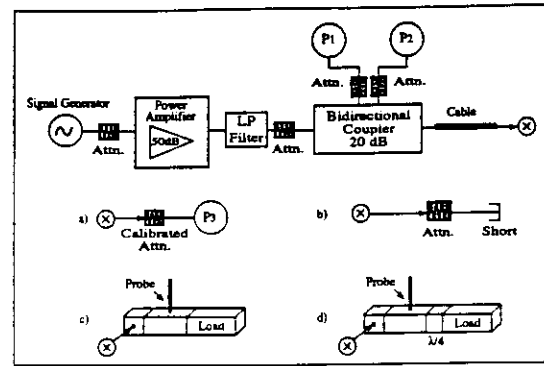 P1
P2
Attn.
Attn.
Signal Generator
Power
Amplifier
50dB
L.P
Filter
Attn.
Attn.
Bidirectional
Coupler
20 dB
Cable
a)
P3
Calibrated
Attn.
b)
Attn.
Short
Probe
c)
Load
Probe
d)
Load
λ/4